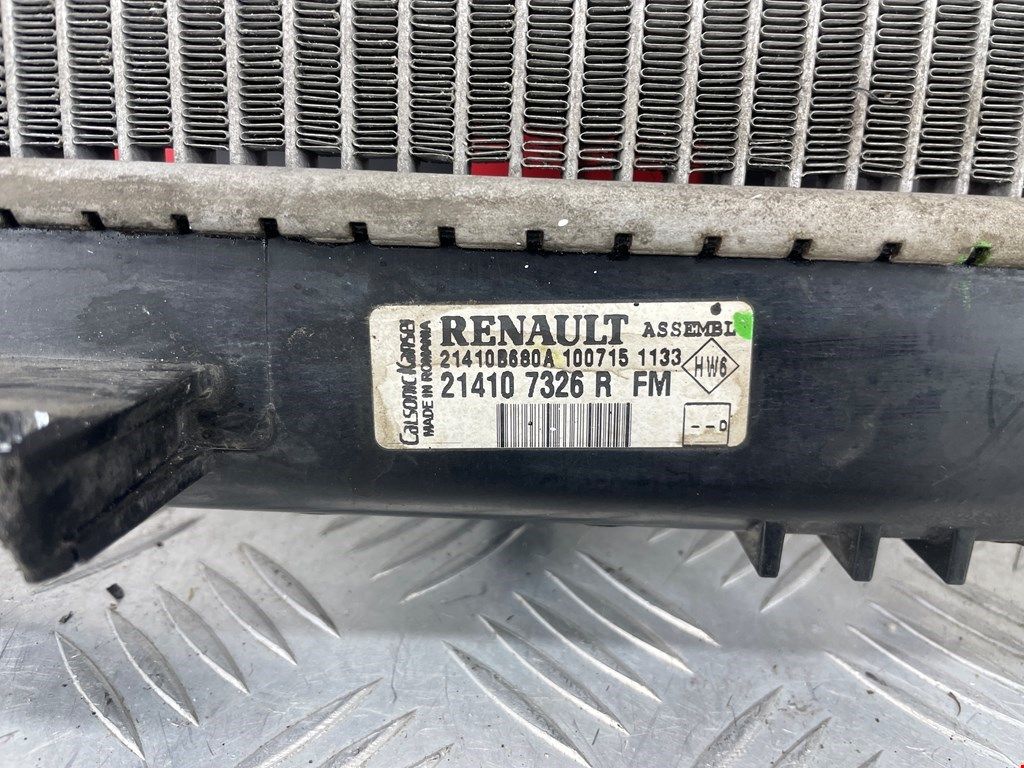 Calsonic Kansei
MADE IN ROMANIA
RENAULT ASSEMBL
21410B680A 100715 1133
21410 7326 R FM
HW6
--D